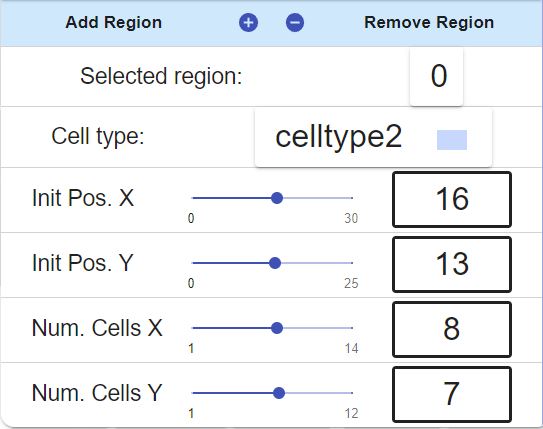 Add Region + − Remove Region
Selected region: 0
Cell type: celltype2
Init Pos. X 16
0 30
Init Pos. Y 13
0 25
Num. Cells X 8
1 14
Num. Cells Y 7
1 12